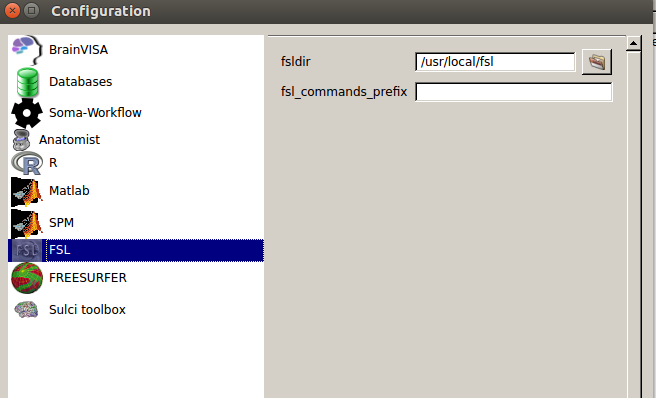 Configuration
BrainVISA
Databases
Soma-Workflow
Anatomist
R
Matlab
SPM
FSL
FREESURFER
Sulci toolbox
fsldir /usr/local/fsl
fsl_commands_prefix